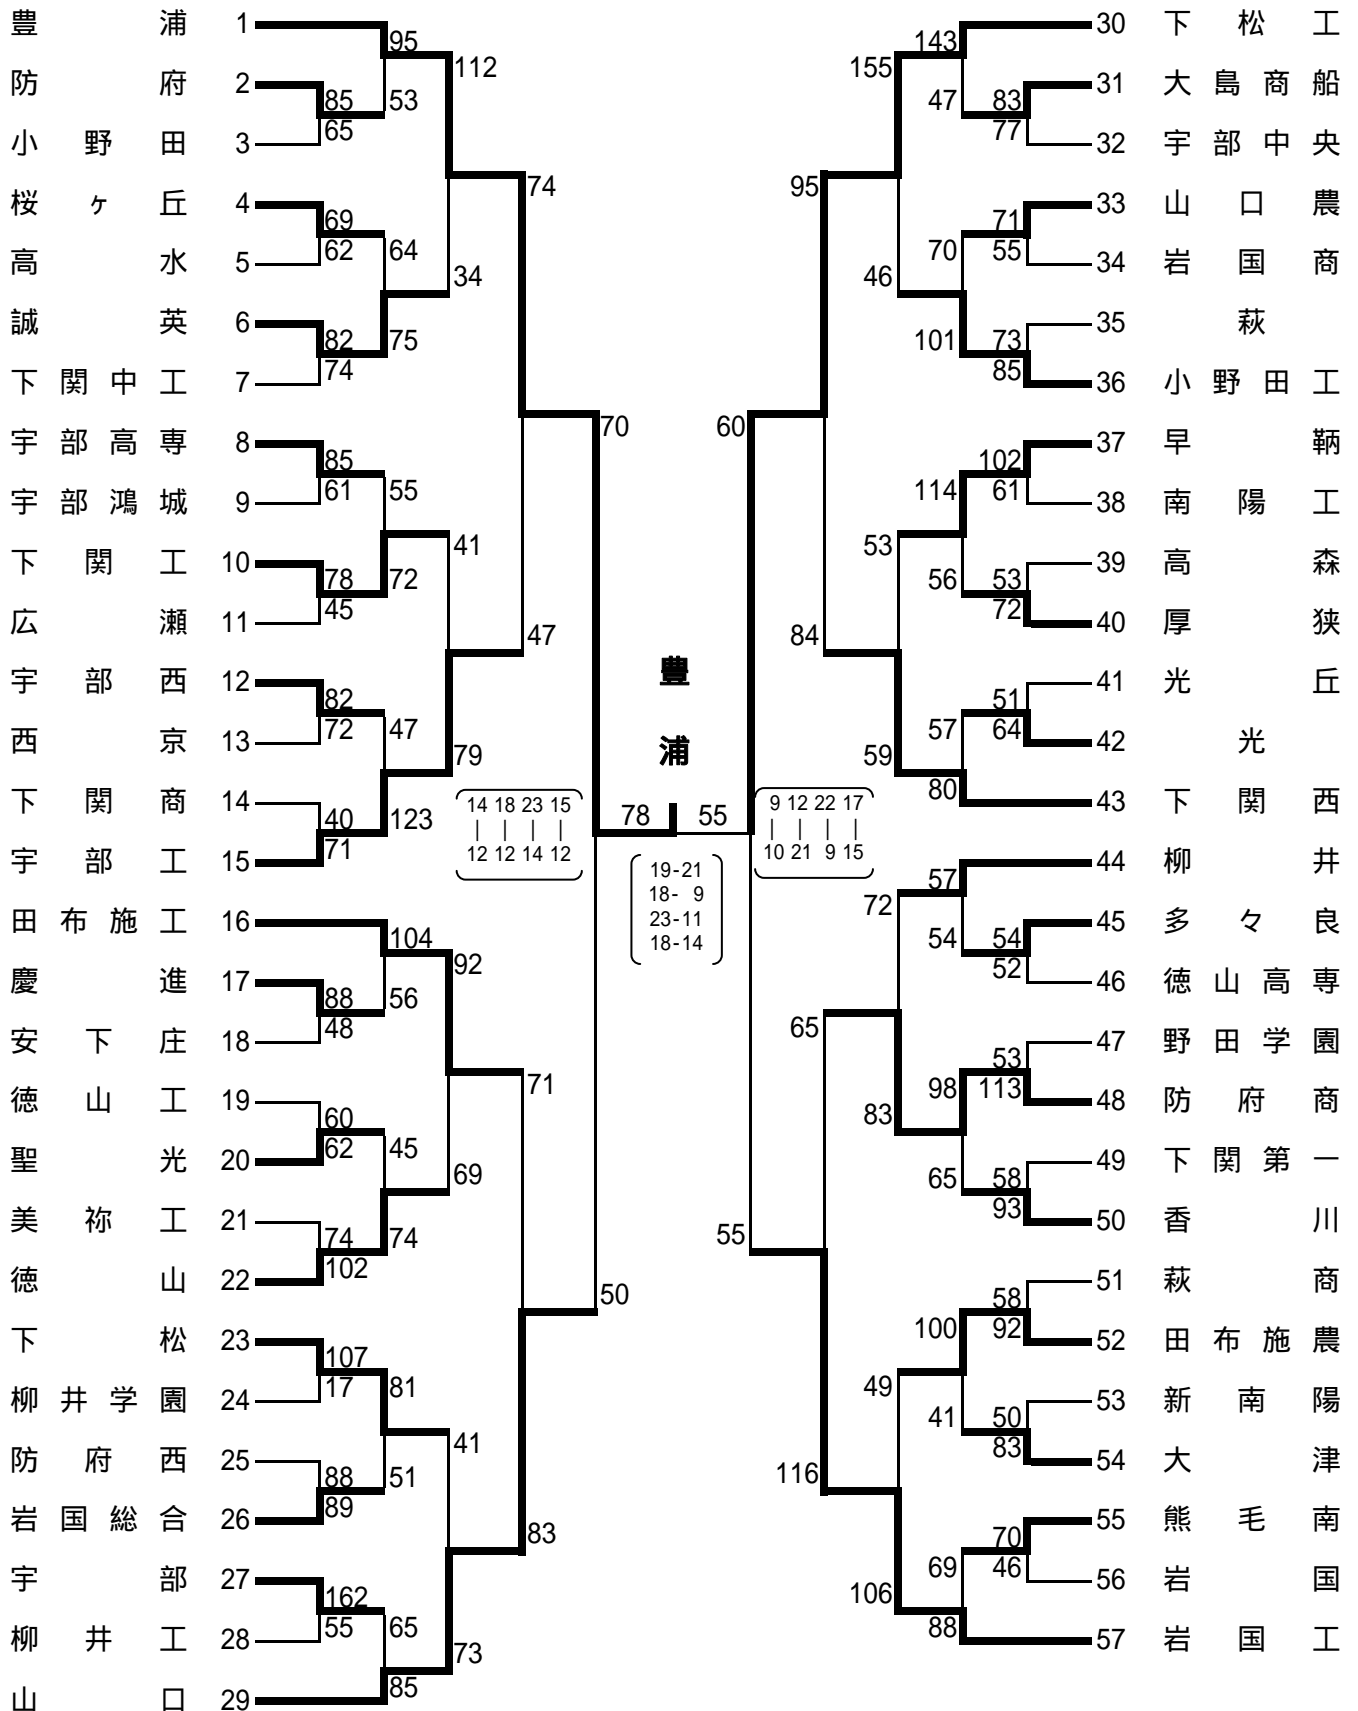 豊浦 1
防府 2
小野田 3
桜ヶ丘 4
高水 5
誠英 6
下関中工 7
宇部高専 8
宇部鴻城 9
下関工 10
広瀬 11
宇部西 12
西京 13
下関商 14
宇部工 15
田布施工 16
慶進 17
安下庄 18
徳山工 19
聖光 20
美祢工 21
徳山 22
下松 23
柳井学園 24
防府西 25
岩国総合 26
宇部 27
柳井工 28
山口 29
95
53
85
65
112
69
62
64
34
82
74
75
74
85
61
55
41
78
45
72
47
82
72
47
79
40
71
123
70
104
56
88
48
92
60
62
45
69
74
102
74
71
107
17
81
41
88
89
51
83
162
55
65
73
85
50
豊浦
78 55
14 18 23 15
| | | |
12 12 14 12
19-21
18- 9
23-11
18-14
9 12 22 17
| | | |
10 21 9 15
60
55
95
84
65
116
155
46
53
59
72
83
49
106
143
47
83
77
70
71
55
101
73
85
114
102
61
56
53
72
57
51
64
80
57
54
54
52
98
53
113
65
58
93
100
58
92
41
50
83
69
70
46
88
30 下松工
31 大島商船
32 宇部中央
33 山口農
34 岩国商
35 萩
36 小野田工
37 早鞆
38 南陽工
39 高森
40 厚狭
41 光丘
42 光
43 下関西
44 柳井
45 多々良
46 徳山高専
47 野田学園
48 防府商
49 下関第一
50 香川
51 萩商
52 田布施農
53 新南陽
54 大津
55 熊毛南
56 岩国
57 岩国工